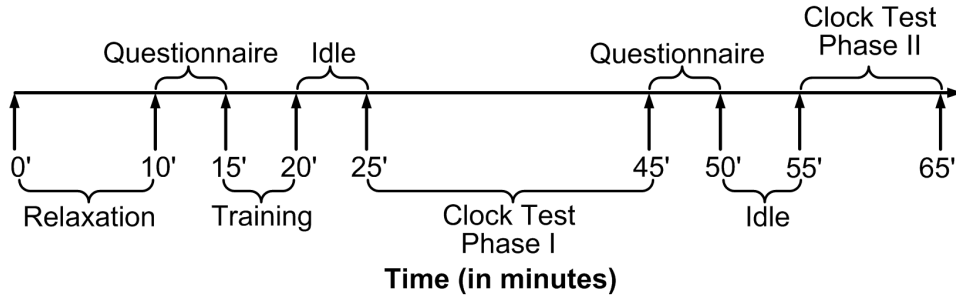 Clock Test
Phase II
Questionnaire
Idle
Questionnaire
0'
10'
15'
20'
25'
45'
50'
55'
65'
Relaxation
Training
Clock Test
Phase I
Idle
Time (in minutes)